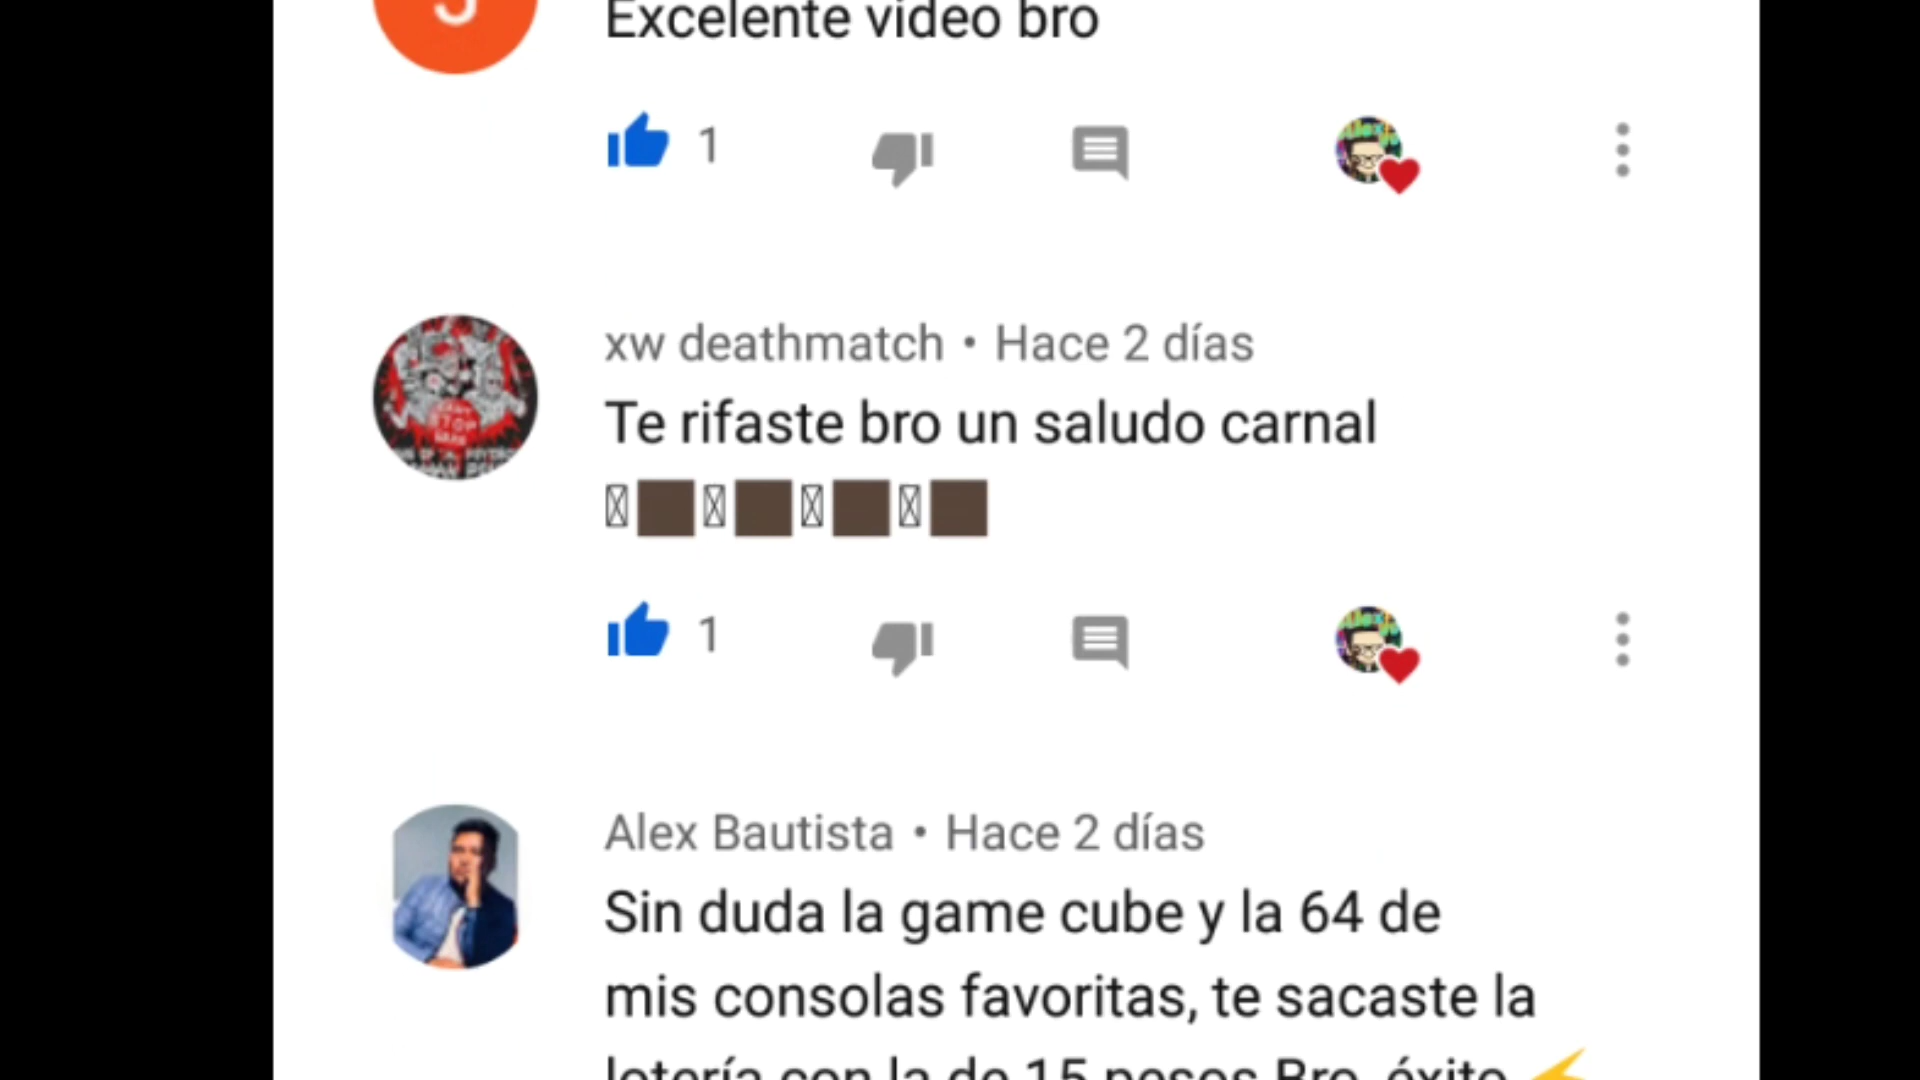 J
Excelente video bro
1
xw deathmatch • Hace 2 días
Te rifaste bro un saludo carnal
1
Alex Bautista • Hace 2 días
Sin duda la game cube y la 64 de
mis consolas favoritas, te sacaste la
lotería con la de 15 pesos Bro, éxito ⚡